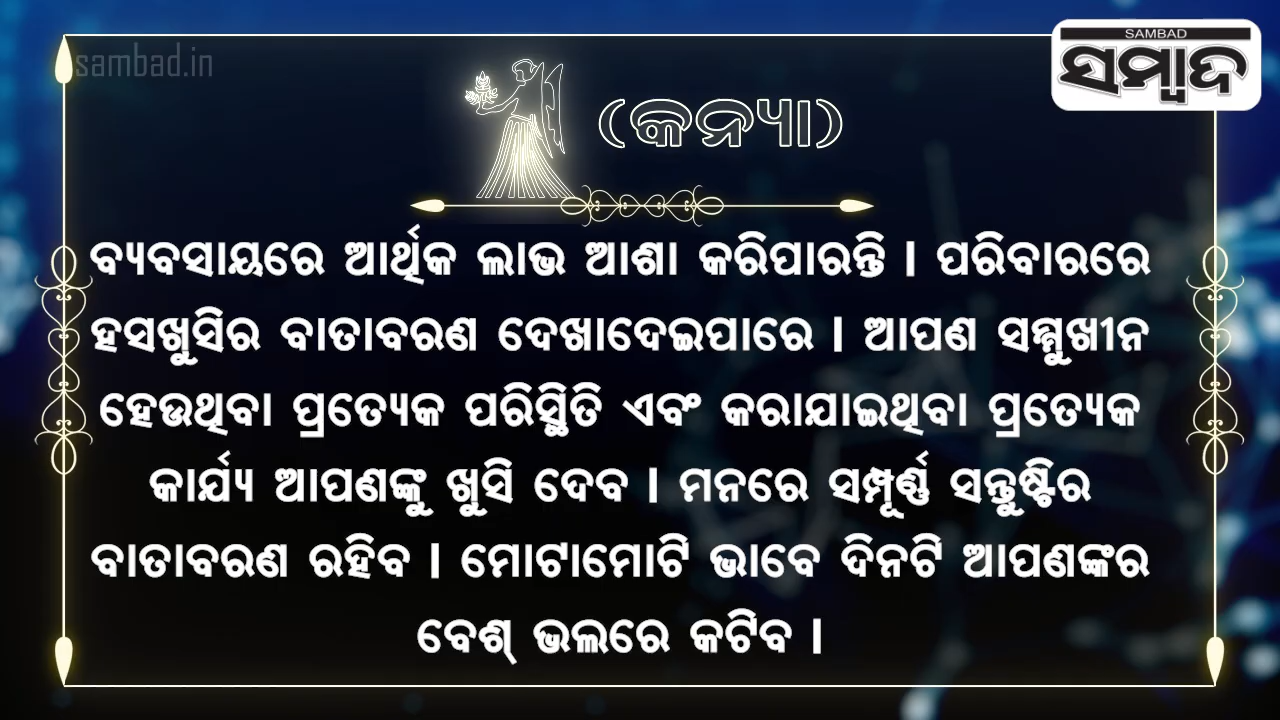 sambad.in
SAMBAD
ସମ୍ବାଦ
(କନ୍ୟା)
ବ୍ୟବସାୟରେ ଆର୍ଥିକ ଲାଭ ଆଶା କରିପାରନ୍ତି । ପରିବାରରେ
ହସଖୁସିର ବାତାବରଣ ଦେଖାଦେଇପାରେ । ଆପଣ ସମ୍ମୁଖୀନ
ହେଉଥିବା ପ୍ରତ୍ୟେକ ପରିସ୍ଥିତି ଏବଂ କରାଯାଇଥିବା ପ୍ରତ୍ୟେକ
କାର୍ଯ୍ୟ ଆପଣଙ୍କୁ ଖୁସି ଦେବ । ମନରେ ସମ୍ପୂର୍ଣ୍ଣ ସନ୍ତୁଷ୍ଟିର
ବାତାବରଣ ରହିବ । ମୋଟାମୋଟି ଭାବେ ଦିନଟି ଆପଣଙ୍କର
ବେଶ୍ ଭଲରେ କଟିବ ।